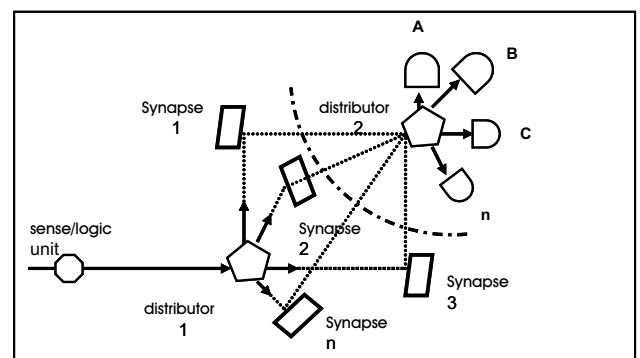 A
B
Synapse
1
distributor
2
C
n
sense/logic
unit
Synapse
2
distributor
1
Synapse
3
Synapse
n